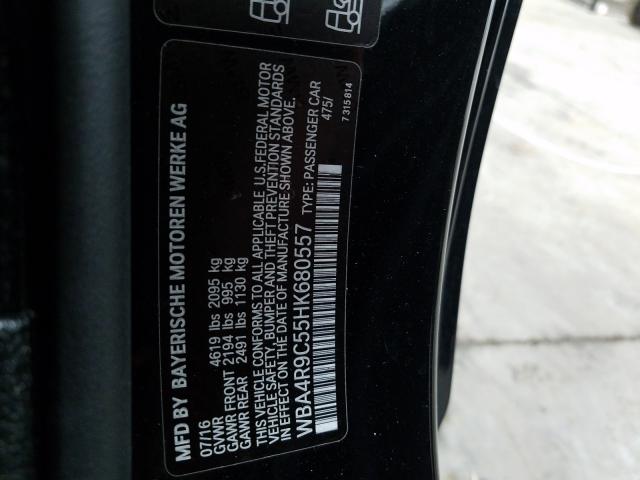 MFD BY BAYERISCHE MOTOREN WERKE AG
07/16
GVWR 4619 lbs 2095 kg
GAWR FRONT 2194 lbs 995 kg
GAWR REAR 2491 lbs 1130 kg
THIS VEHICLE CONFORMS TO ALL APPLICABLE U.S.FEDERAL MOTOR
VEHICLE SAFETY, BUMPER AND THEFT PREVENTION STANDARDS
IN EFFECT ON THE DATE OF MANUFACTURE SHOWN ABOVE.
WBA4R9C55HK680557 TYPE: PASSENGER CAR
475/
7 315 814